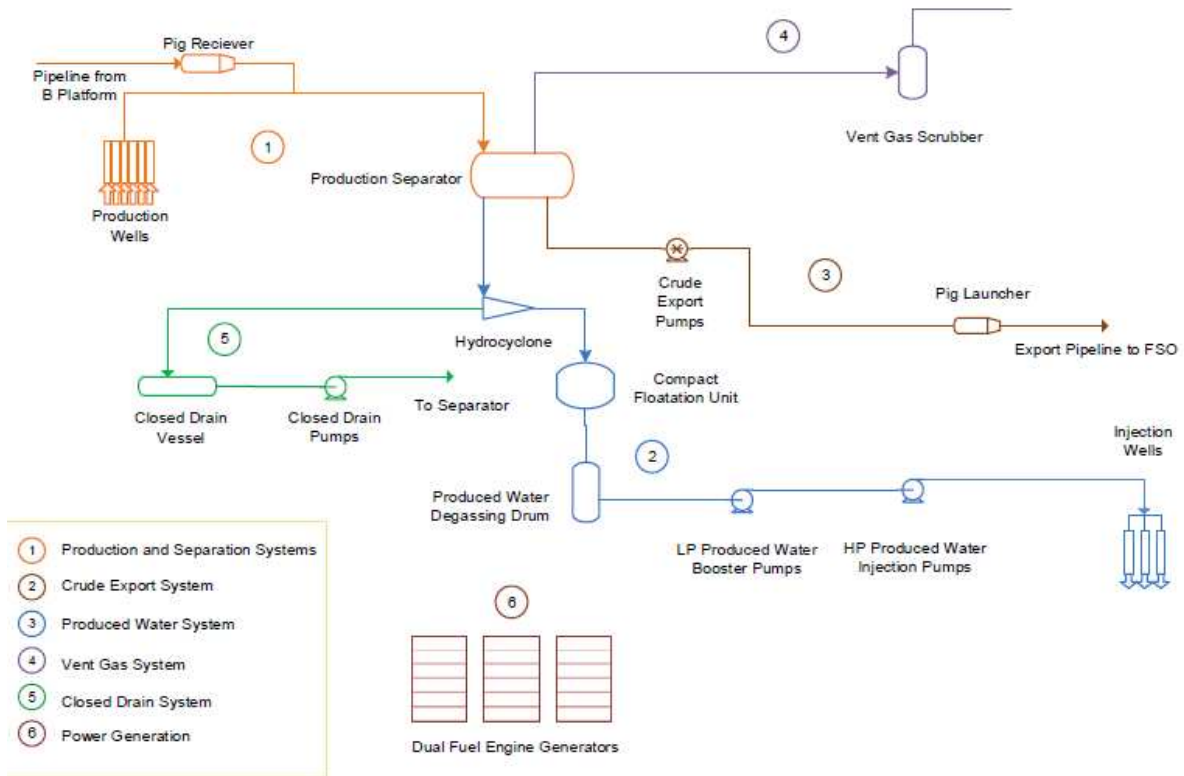 4
Pig Reciever
Pipeline from
B Platform
Vent Gas Scrubber
1
Production Separator
Production
Wells
3
Crude
Export
Pumps
Pig Launcher
5
Hydrocyclone
Export Pipeline to FSO
Compact
Floatation Unit
To Separator
Closed Drain
Vessel
Closed Drain
Pumps
Injection
Wells
2
Produced Water
Degassing Drum
LP Produced Water
Booster Pumps
HP Produced Water
Injection Pumps
1 Production and Separation Systems
2 Crude Export System
3 Produced Water System
4 Vent Gas System
5 Closed Drain System
6 Power Generation
6
Dual Fuel Engine Generators